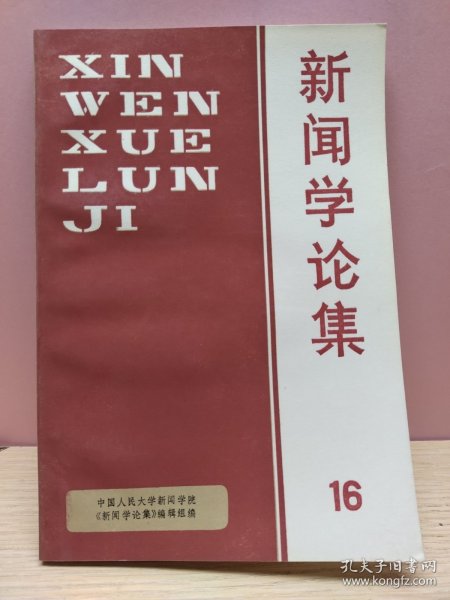 XIN
WEN
XUE
LUN
JI
新闻学论集
16
中国人民大学新闻学院
《新闻学论集》编辑组编
孔夫子旧书网
www.kongfz.com